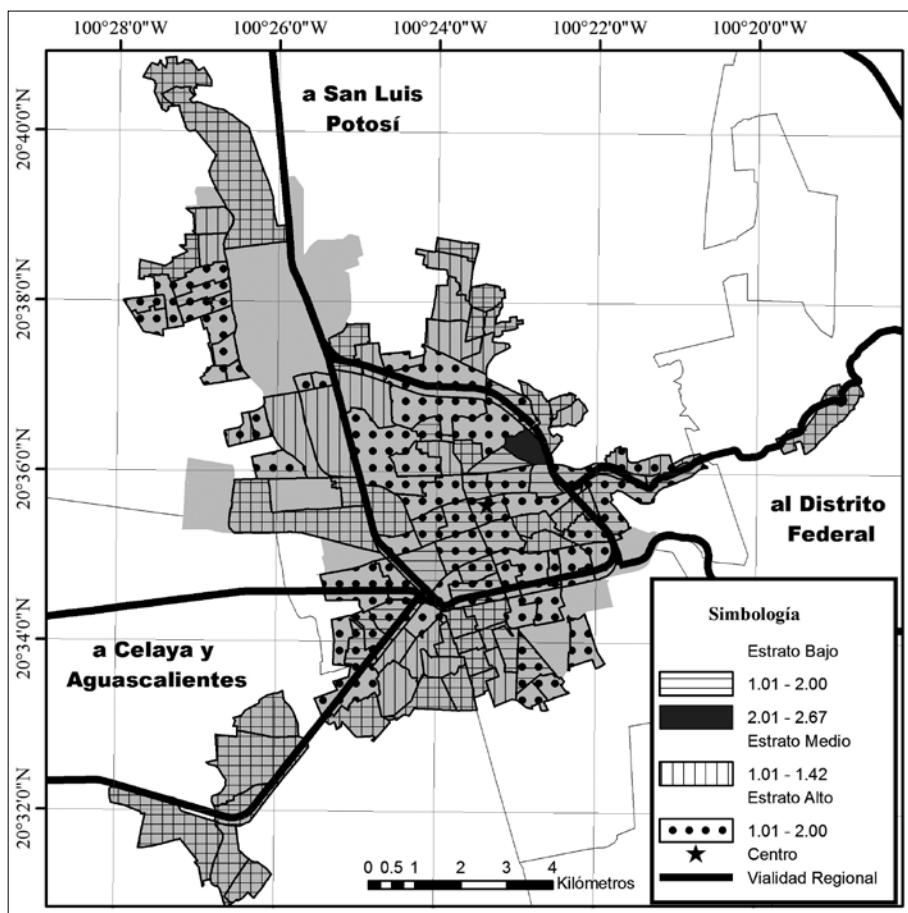 100°28'0"W 100°26'0"W 100°24'0"W 100°22'0"W 100°20'0"W
20°40'0"N
20°38'0"N
20°36'0"N
20°34'0"N
20°32'0"N
a San Luis
Potosí
al Distrito
Federal
a Celaya y
Aguascalientes
Simbología
Estrato Bajo
1.01 - 2.00
2.01 - 2.67
Estrato Medio
1.01 - 1.42
Estrato Alto
1.01 - 2.00
Centro
Vialidad Regional
0 0.5 1 2 3 4
Kilómetros